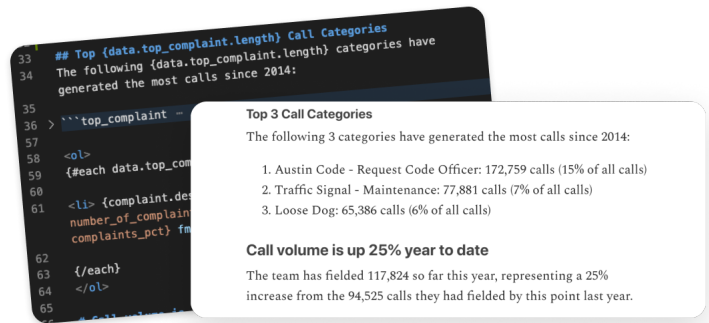 33 ## Top {data.top_complaint.length} Call Categories
34 The following {data.top_complaint.length} categories have
generated the most calls since 2014:
35
36 > ```top_complaint ⋯
57
58 <ol>
59 {#each data.top_com
60
61 <li> {complaint.des
number_of_complain
complaints_pct} fm
62
63 {/each}
64 </ol>
65
Top 3 Call Categories
The following 3 categories have generated the most calls since 2014:
1. Austin Code - Request Code Officer: 172,759 calls (15% of all calls)
2. Traffic Signal - Maintenance: 77,881 calls (7% of all calls)
3. Loose Dog: 65,386 calls (6% of all calls)
Call volume is up 25% year to date
The team has fielded 117,824 so far this year, representing a 25%
increase from the 94,525 calls they had fielded by this point last year.